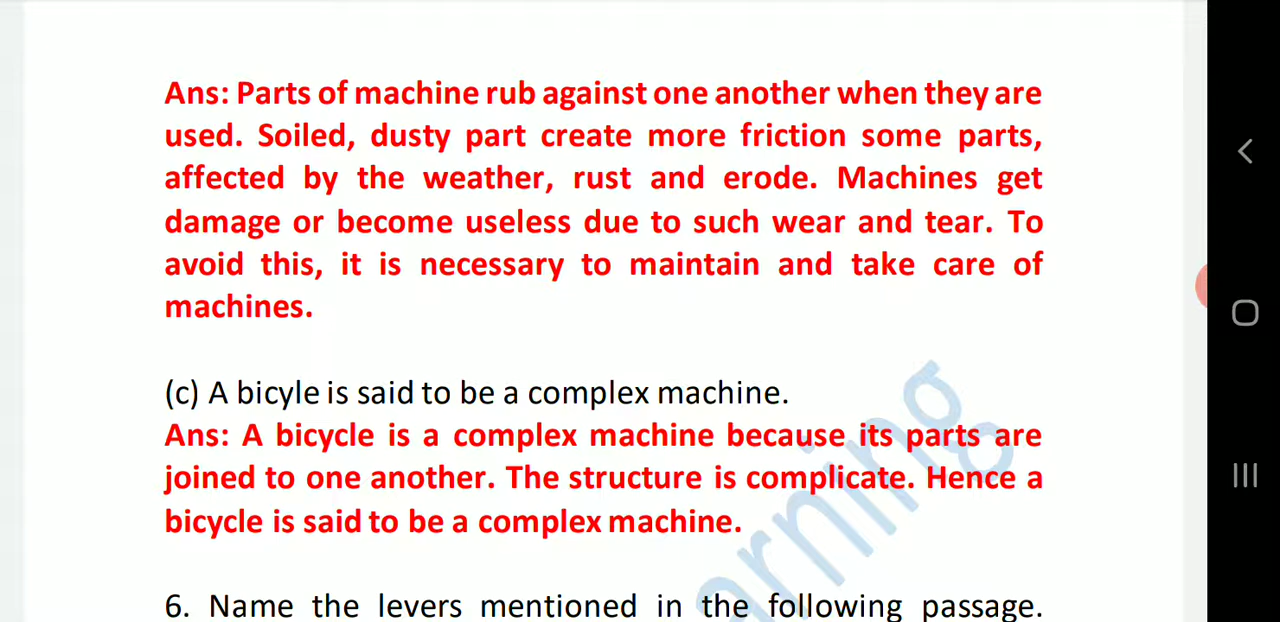 Ans: Parts of machine rub against one another when they are
used. Soiled, dusty part create more friction some parts,
affected by the weather, rust and erode. Machines get
damage or become useless due to such wear and tear. To
avoid this, it is necessary to maintain and take care of
machines.
(c) A bicyle is said to be a complex machine.
Ans: A bicycle is a complex machine because its parts are
joined to one another. The structure is complicate. Hence a
bicycle is said to be a complex machine.
6. Name the levers mentioned in the following passage.
arning